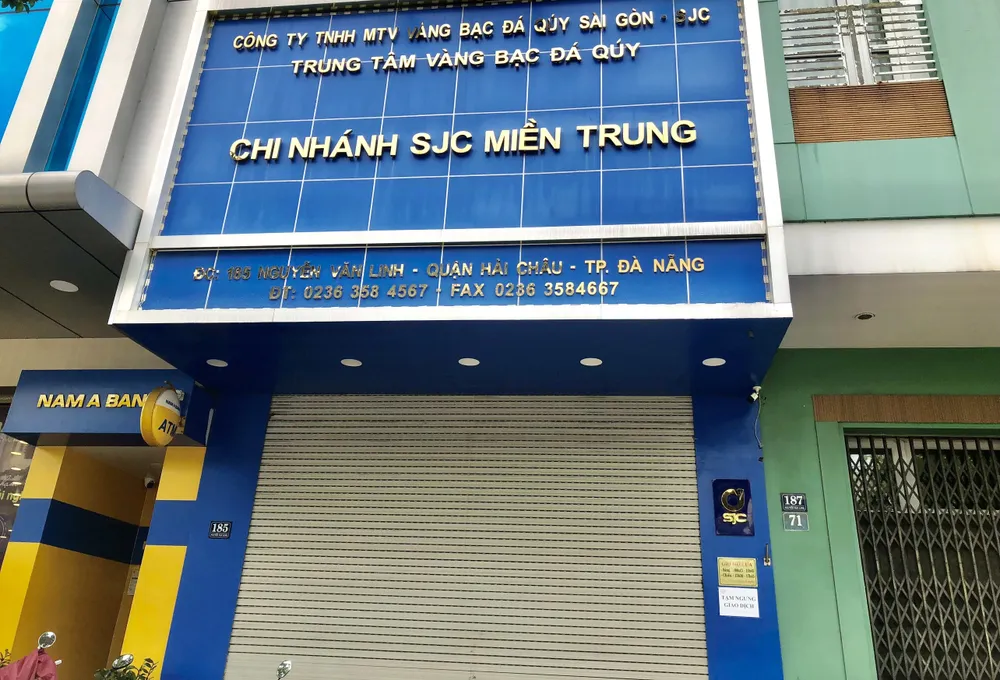 CÔNG TY TNHH MTV VÀNG BẠC ĐÁ QUÝ SÀI GÒN - SJC
TRUNG TÂM VÀNG BẠC ĐÁ QÚY
CHI NHÁNH SJC MIỀN TRUNG
ĐC: 185 NGUYỄN VĂN LINH - QUẬN HẢI CHÂU - TP. ĐÀ NẴNG
ĐT: 0236 358 4567 - FAX 0236 3584667
NAM A BAN
ATM
185
SJC
187
71
TẠM NGƯNG
GIAO DỊCH